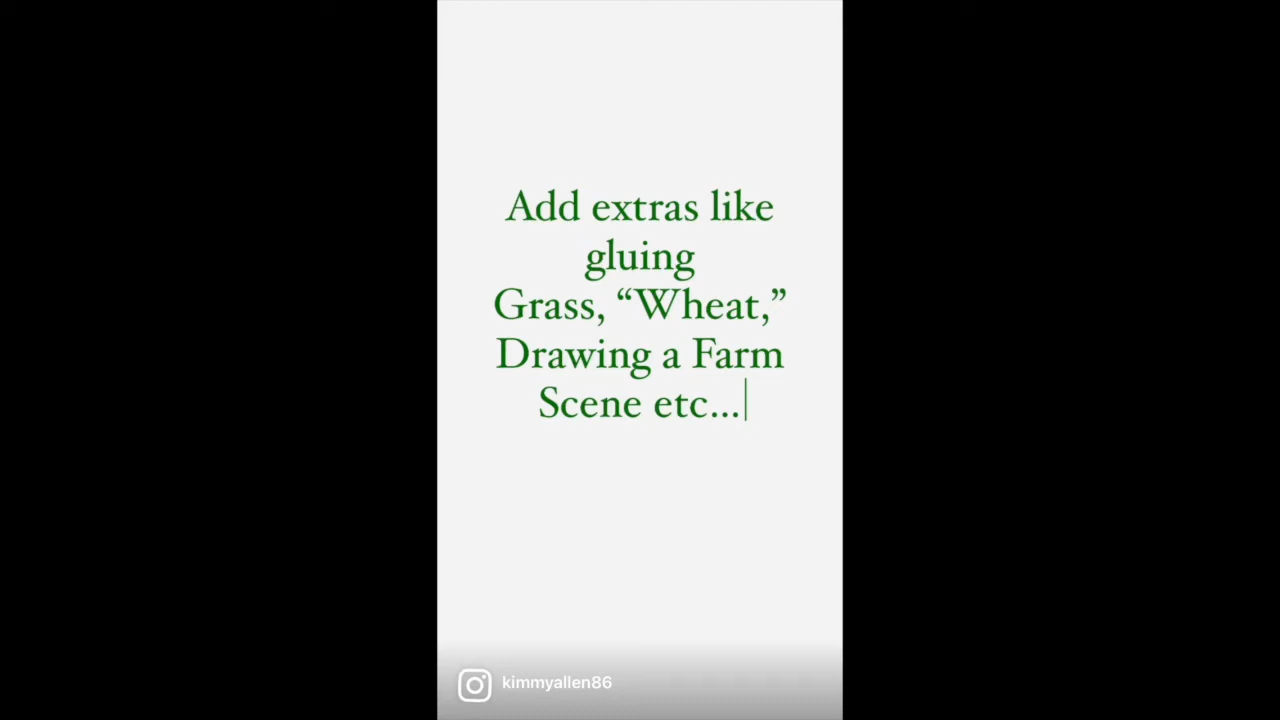 Add extras like
gluing
Grass, “Wheat,”
Drawing a Farm
Scene etc...
kimmyallen86